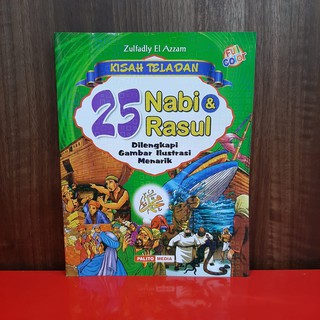 Zulfadly El Azzam
FULL COLOR
KISAH TELADAN
25 Nabi &
Rasul
Dilengkapi
Gambar Ilustrasi
Menarik
PALITO MEDIA